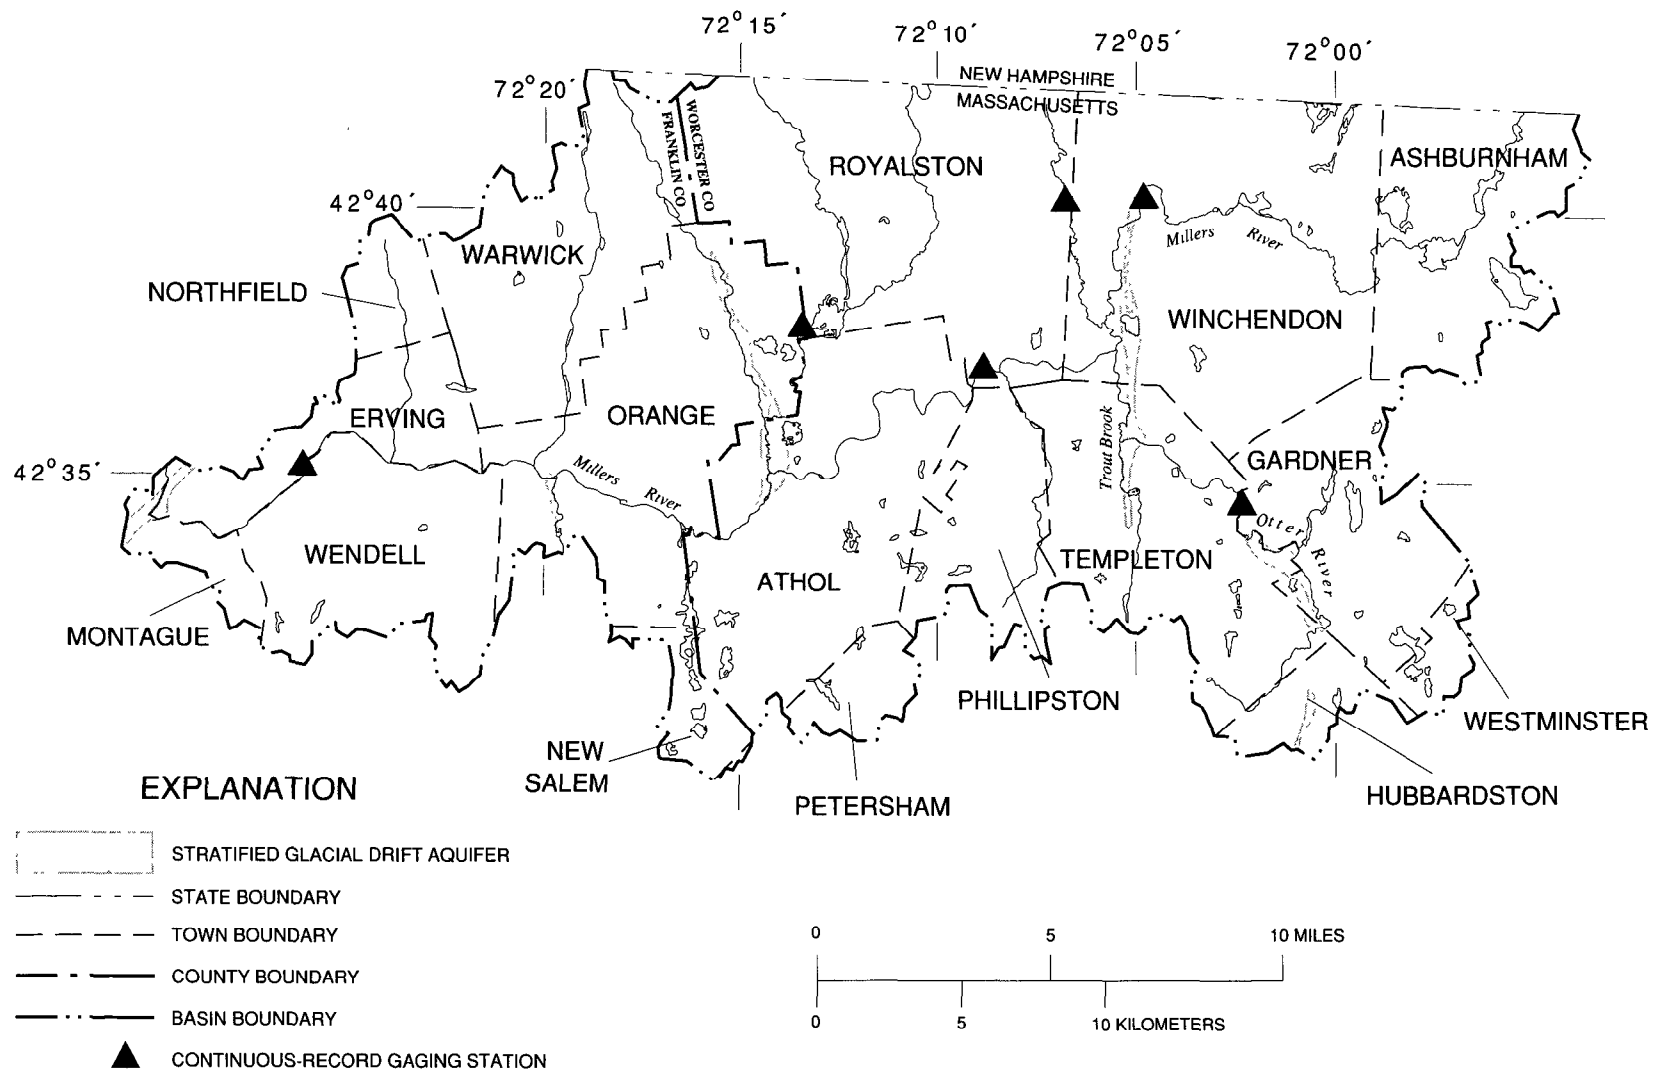 72° 15´
72° 10´
72° 05´
72° 00´
72° 20´
NEW HAMPSHIRE
MASSACHUSETTS
WORCESTER CO
FRANKLIN CO
ROYALSTON
ASHBURNHAM
42° 40´
WARWICK
Millers River
NORTHFIELD
WINCHENDON
ERVING
ORANGE
Trout Brook
GARDNER
42° 35´
Millers River
Otter River
WENDELL
ATHOL
TEMPLETON
MONTAGUE
PHILLIPSTON
WESTMINSTER
NEW
SALEM
PETERSHAM
HUBBARDSTON
EXPLANATION
STRATIFIED GLACIAL DRIFT AQUIFER
STATE BOUNDARY
TOWN BOUNDARY
COUNTY BOUNDARY
BASIN BOUNDARY
CONTINUOUS-RECORD GAGING STATION
0 5 10 MILES
0 5 10 KILOMETERS